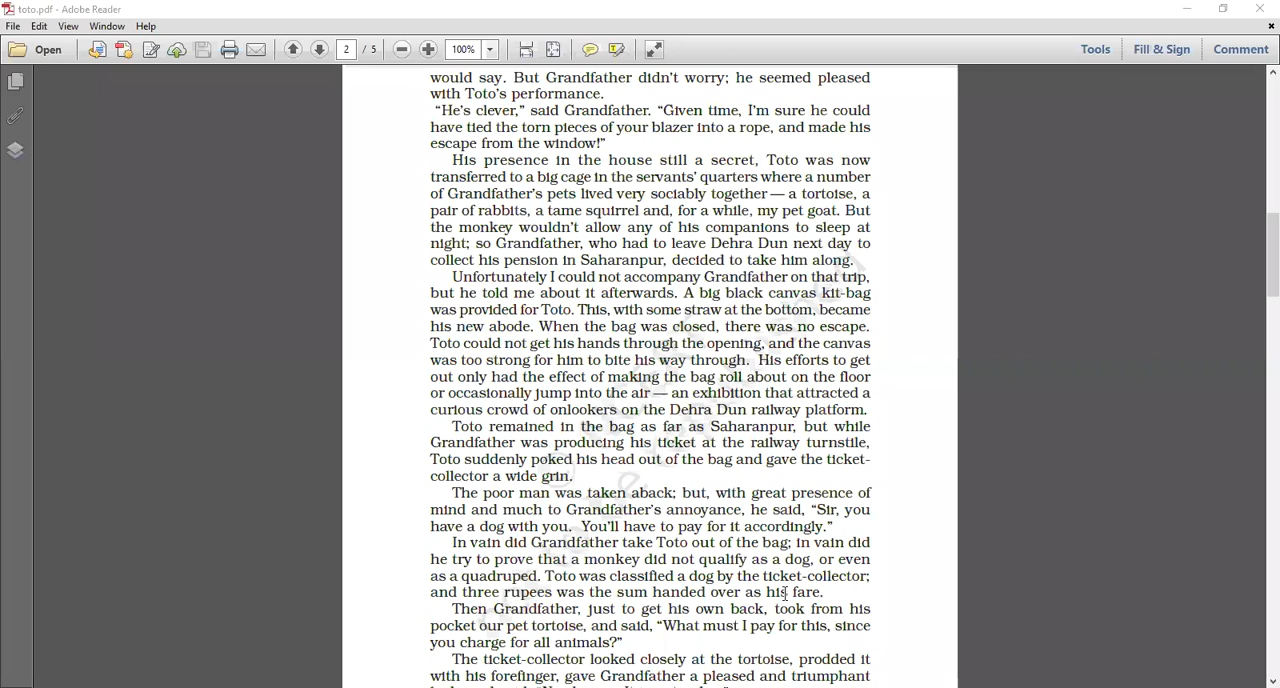 toto.pdf - Adobe Reader
File Edit View Window Help
Open 2 / 5 100% Tools Fill & Sign Comment
would say. But Grandfather didn't worry; he seemed pleased
with Toto's performance.
"He's clever," said Grandfather. "Given time, I'm sure he could
have tied the torn pieces of your blazer into a rope, and made his
escape from the window!"
His presence in the house still a secret, Toto was now
transferred to a big cage in the servants' quarters where a number
of Grandfather's pets lived very sociably together — a tortoise, a
pair of rabbits, a tame squirrel and, for a while, my pet goat. But
the monkey wouldn't allow any of his companions to sleep at
night; so Grandfather, who had to leave Dehra Dun next day to
collect his pension in Saharanpur, decided to take him along.
Unfortunately I could not accompany Grandfather on that trip,
but he told me about it afterwards. A big black canvas kit-bag
was provided for Toto. This, with some straw at the bottom, became
his new abode. When the bag was closed, there was no escape.
Toto could not get his hands through the opening, and the canvas
was too strong for him to bite his way through. His efforts to get
out only had the effect of making the bag roll about on the floor
or occasionally jump into the air — an exhibition that attracted a
curious crowd of onlookers on the Dehra Dun railway platform.
Toto remained in the bag as far as Saharanpur, but while
Grandfather was producing his ticket at the railway turnstile,
Toto suddenly poked his head out of the bag and gave the ticket-
collector a wide grin.
The poor man was taken aback; but, with great presence of
mind and much to Grandfather's annoyance, he said, "Sir, you
have a dog with you. You'll have to pay for it accordingly."
In vain did Grandfather take Toto out of the bag; in vain did
he try to prove that a monkey did not qualify as a dog, or even
as a quadruped. Toto was classified a dog by the ticket-collector;
and three rupees was the sum handed over as his fare.
Then Grandfather, just to get his own back, took from his
pocket our pet tortoise, and said, "What must I pay for this, since
you charge for all animals?"
The ticket-collector looked closely at the tortoise, prodded it
with his forefinger, gave Grandfather a pleased and triumphant